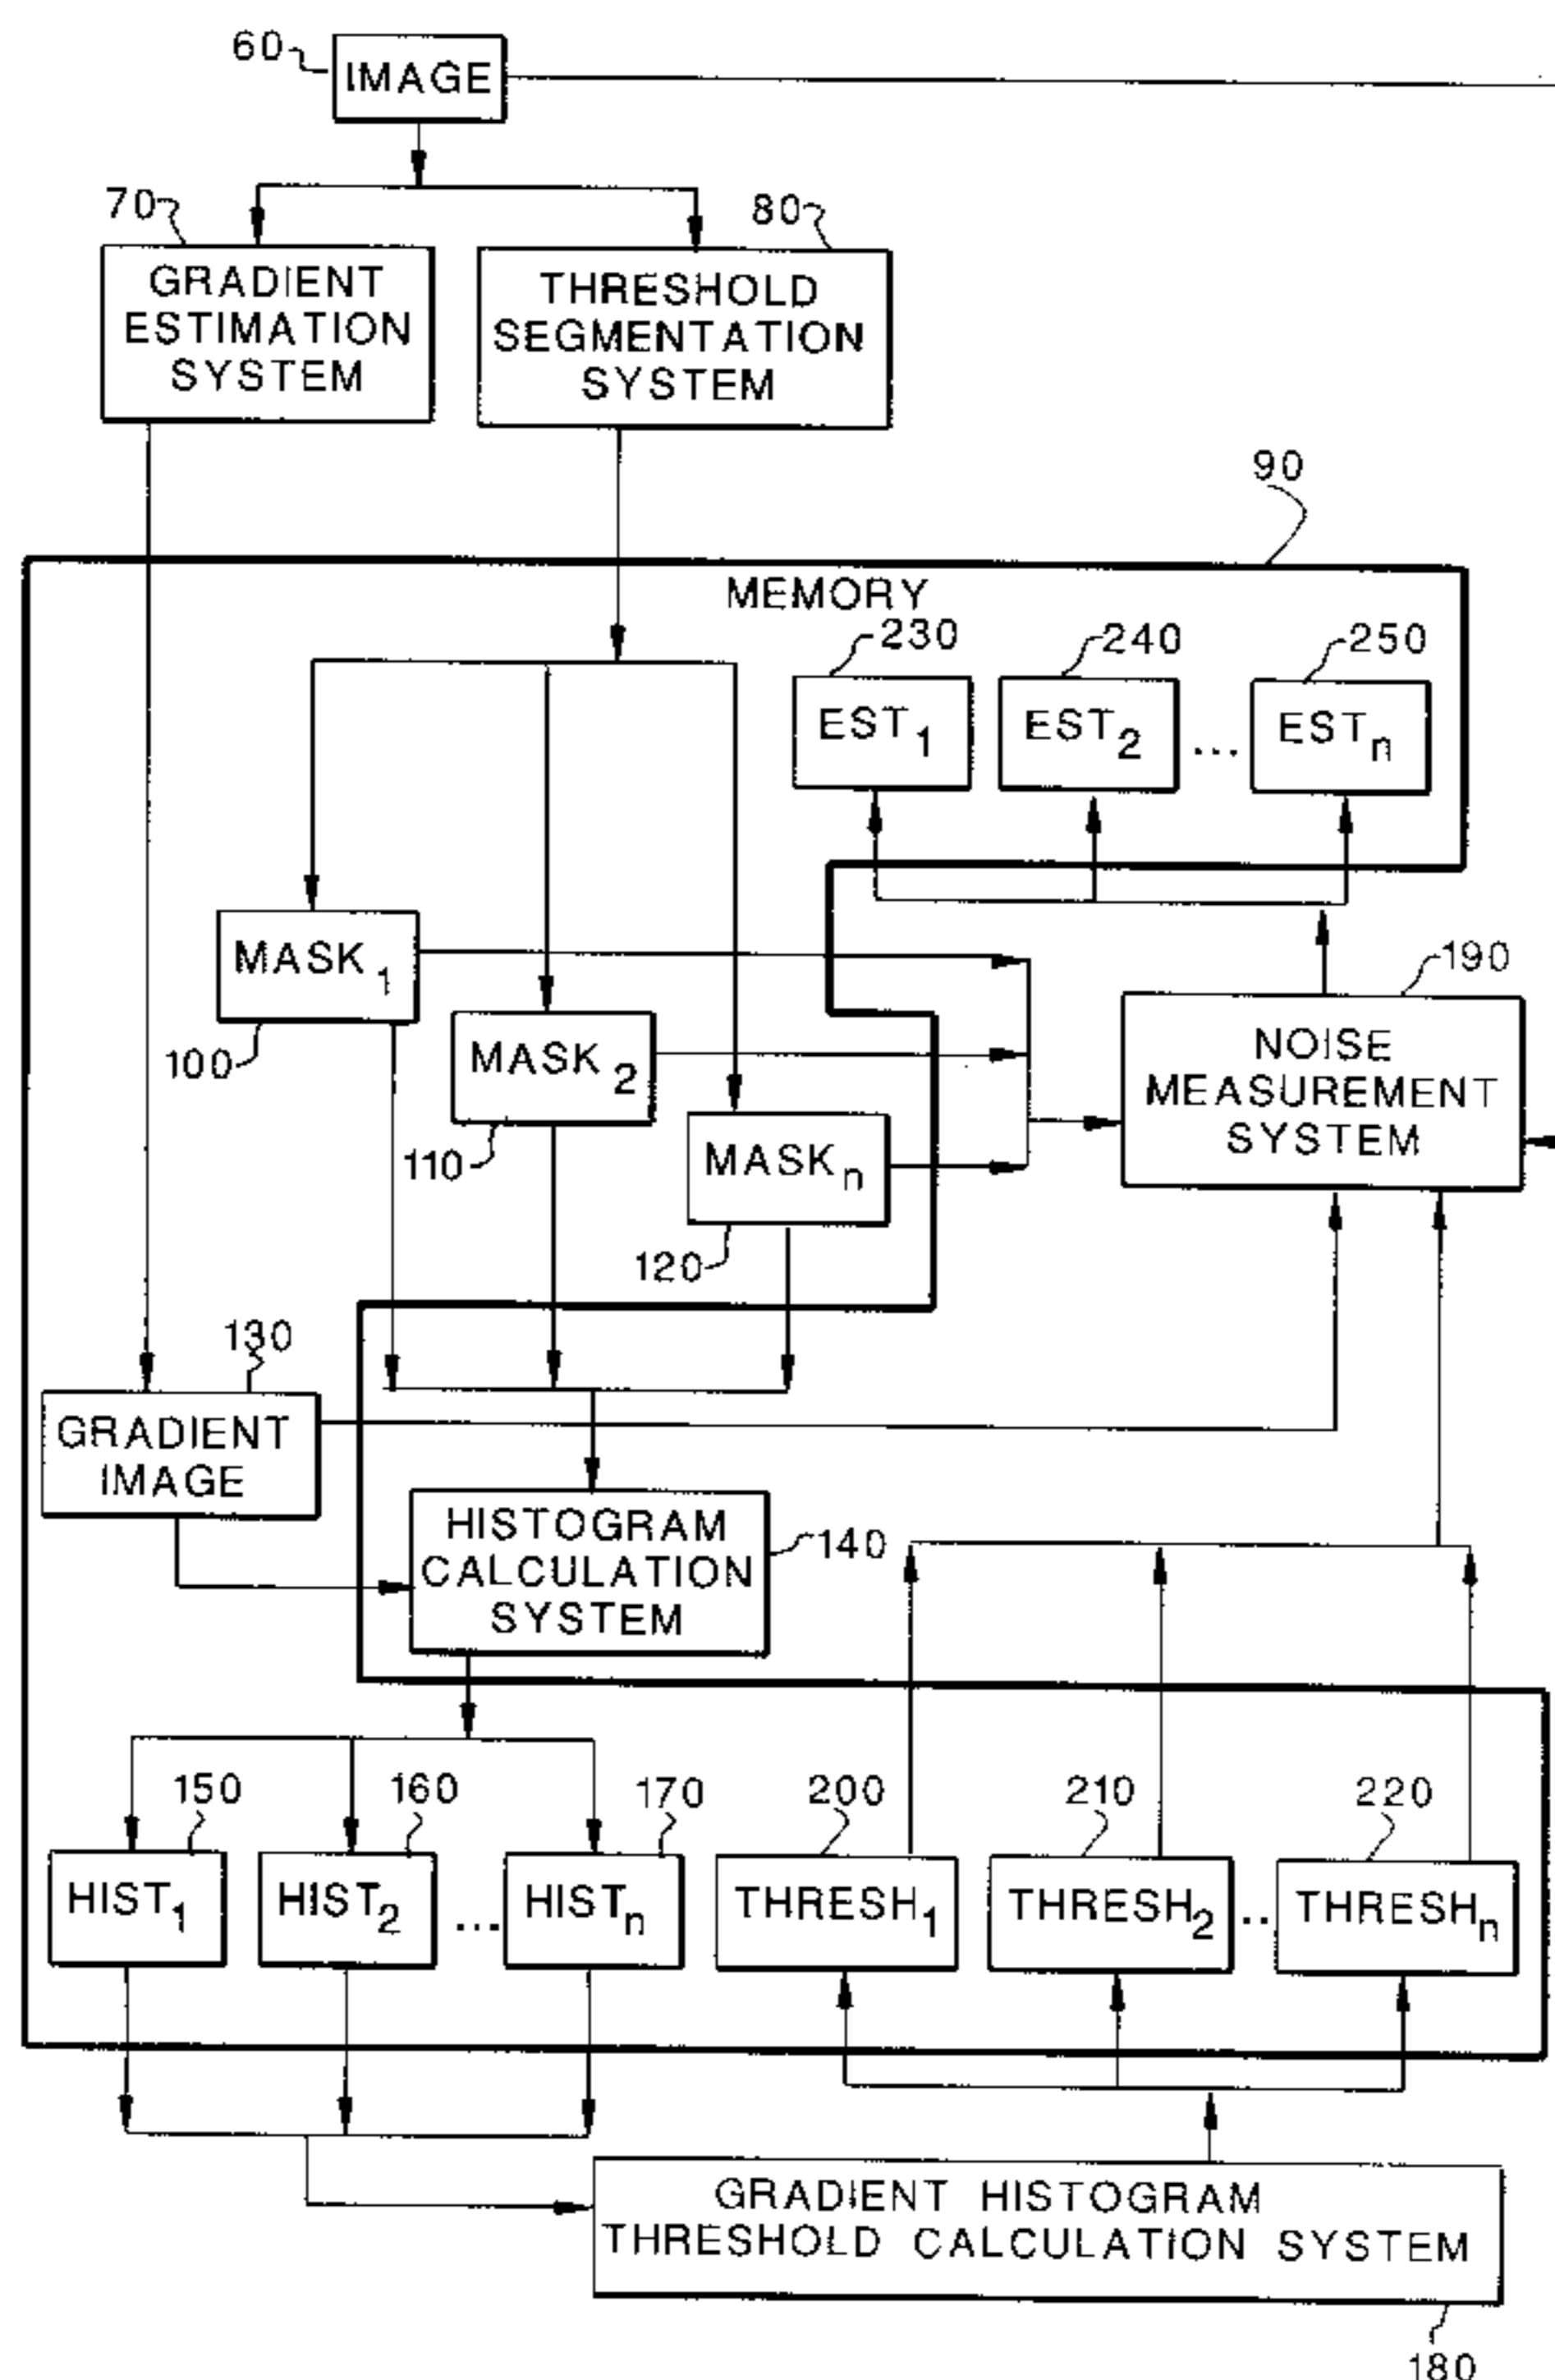 60
IMAGE
70
80
GRADIENT
ESTIMATION
SYSTEM
THRESHOLD
SEGMENTATION
SYSTEM
90
MEMORY
230
240
250
EST1
EST2
...
ESTn
MASK1
100
190
MASK2
110
NOISE
MEASUREMENT
SYSTEM
MASKn
120
130
GRADIENT
IMAGE
HISTOGRAM
CALCULATION
SYSTEM
140
150
160
170
200
210
220
HIST1
HIST2
...
HISTn
THRESH1
THRESH2
..
THRESHn
GRADIENT HISTOGRAM
THRESHOLD CALCULATION SYSTEM
180